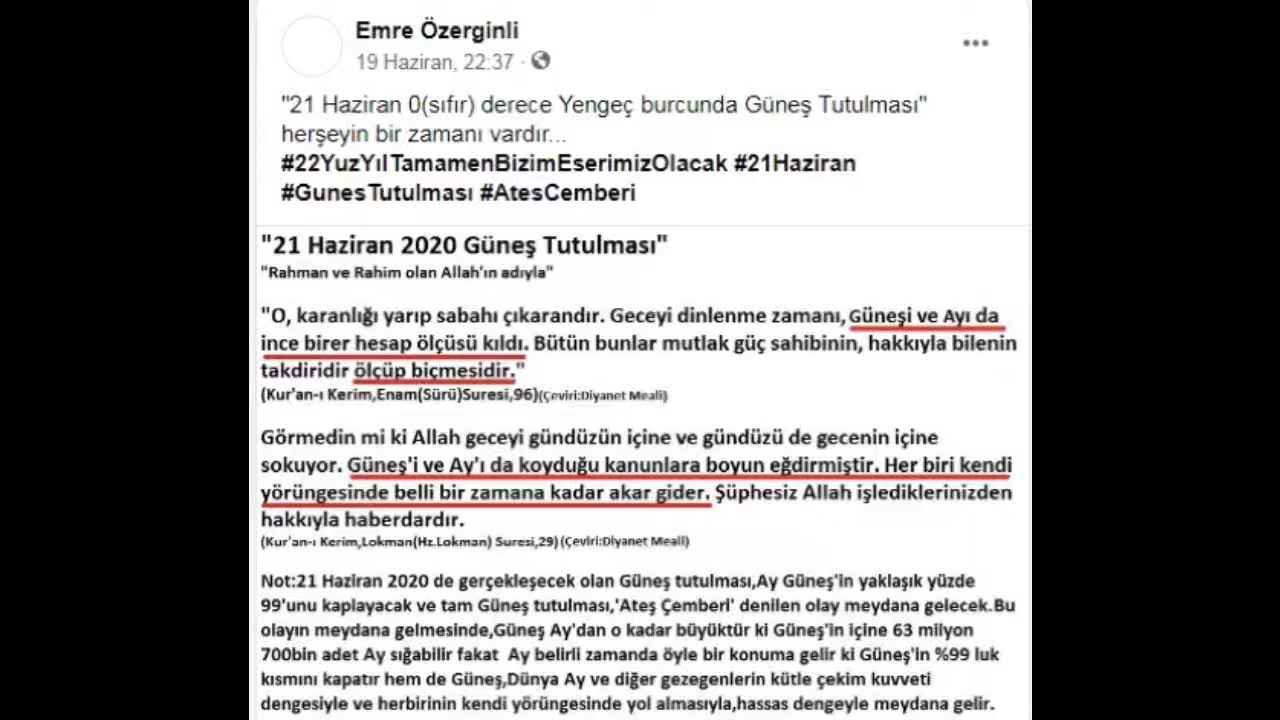 Emre Özerginli
19 Haziran, 22:37 ·
"21 Haziran 0(sıfır) derece Yengeç burcunda Güneş Tutulması"
herşeyin bir zamanı vardır...
#22YuzYılTamamenBizimEserimizOlacak #21Haziran
#GunesTutulması #AtesCemberi
"21 Haziran 2020 Güneş Tutulması"
"Rahman ve Rahim olan Allah'ın adıyla"
"O, karanlığı yarıp sabahı çıkarandır. Geceyi dinlenme zamanı, Güneşi ve Ayı da
ince birer hesap ölçüsü kıldı. Bütün bunlar mutlak güç sahibinin, hakkıyla bilenin
takdiridir ölçüp biçmesidir."
(Kur'an-ı Kerim,Enam(Sürü)Suresi,96)(Çeviri:Diyanet Meali)
Görmedin mi ki Allah geceyi gündüzün içine ve gündüzü de gecenin içine
sokuyor. Güneş'i ve Ay'ı da koyduğu kanunlara boyun eğdirmiştir. Her biri kendi
yörüngesinde belli bir zamana kadar akar gider. Şüphesiz Allah işlediklerinizden
hakkıyla haberdardır.
(Kur'an-ı Kerim,Lokman(Hz.Lokman) Suresi,29)(Çeviri:Diyanet Meali)
Not:21 Haziran 2020 de gerçekleşecek olan Güneş tutulması,Ay Güneş'in yaklaşık yüzde
99'unu kaplayacak ve tam Güneş tutulması,'Ateş Çemberi' denilen olay meydana gelecek.Bu
olayın meydana gelmesinde,Güneş Ay'dan o kadar büyüktür ki Güneş'in içine 63 milyon
700bin adet Ay sığabilir fakat Ay belirli zamanda öyle bir konuma gelir ki Güneş'in %99 luk
kısmını kapatır hem de Güneş,Dünya Ay ve diğer gezegenlerin kütle çekim kuvveti
dengesiyle ve herbirinin kendi yörüngesinde yol almasıyla,hassas dengeyle meydana gelir.